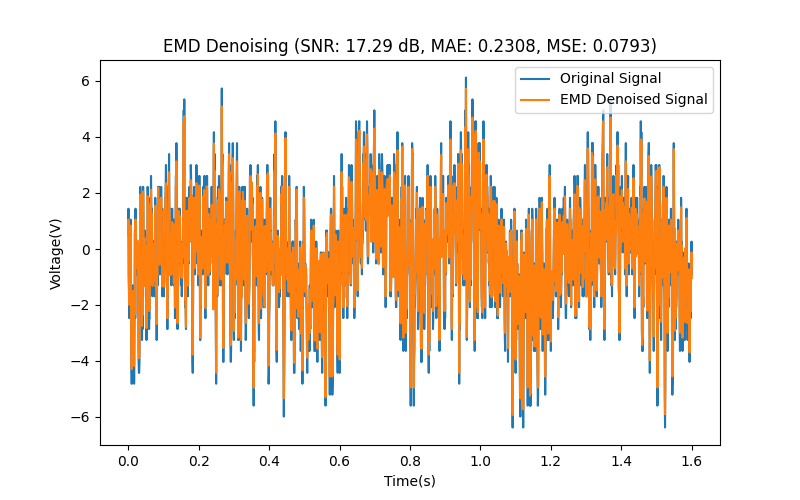 EMD Denoising (SNR: 17.29 dB, MAE: 0.2308, MSE: 0.0793)
Original Signal
EMD Denoised Signal
6
4
2
0
−2
−4
−6
Voltage(V)
0.0 0.2 0.4 0.6 0.8 1.0 1.2 1.4 1.6
Time(s)